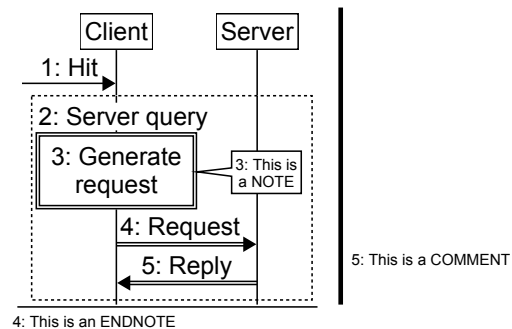 Client
Server
1: Hit
2: Server query
3: Generate
request
3: This is
a NOTE
4: Request
5: Reply
5: This is a COMMENT
4: This is an ENDNOTE